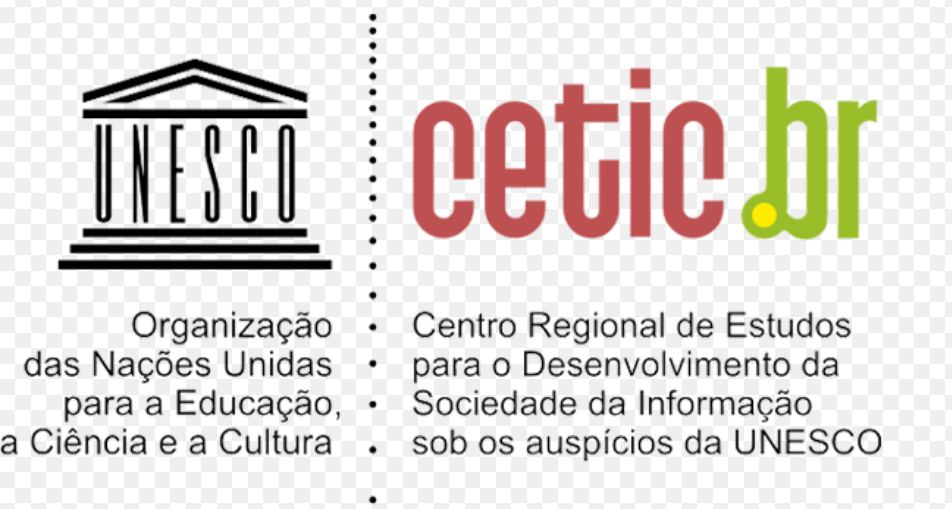 UNESCO
Organização
das Nações Unidas
para a Educação,
a Ciência e a Cultura
cetic.br
Centro Regional de Estudos
para o Desenvolvimento da
Sociedade da Informação
sob os auspícios da UNESCO